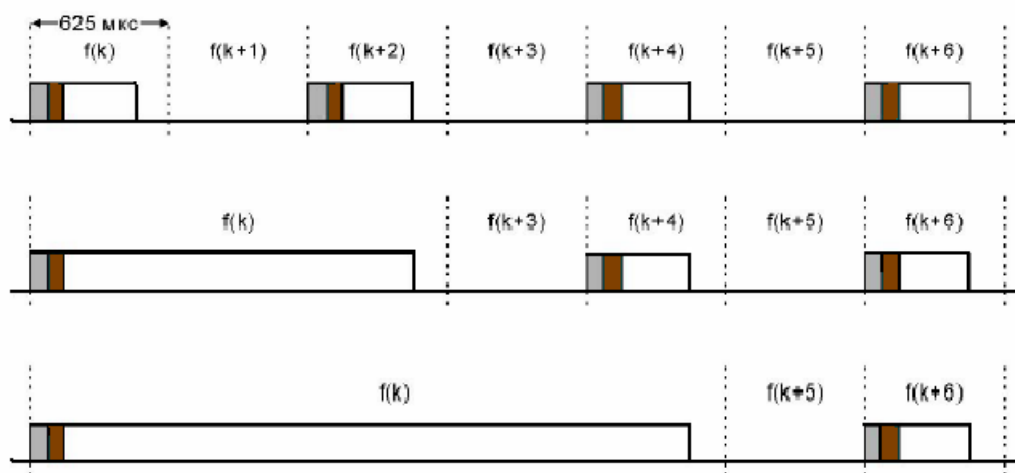 625 мкс
f(k) f(k+1) f(k+2) f(k+3) f(k+4) f(k+5) f(k+6)
f(k) f(k+3) f(k+4) f(k+5) f(k+6)
f(k) f(k+5) f(k+6)